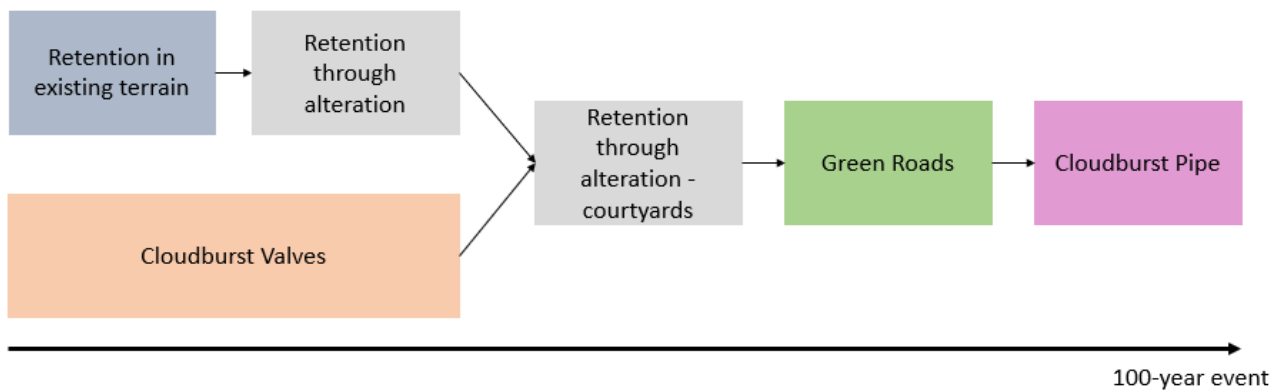 Retention in
existing terrain
Retention
through
alteration
Cloudburst Valves
Retention
through
alteration -
courtyards
Green Roads
Cloudburst Pipe
100-year event